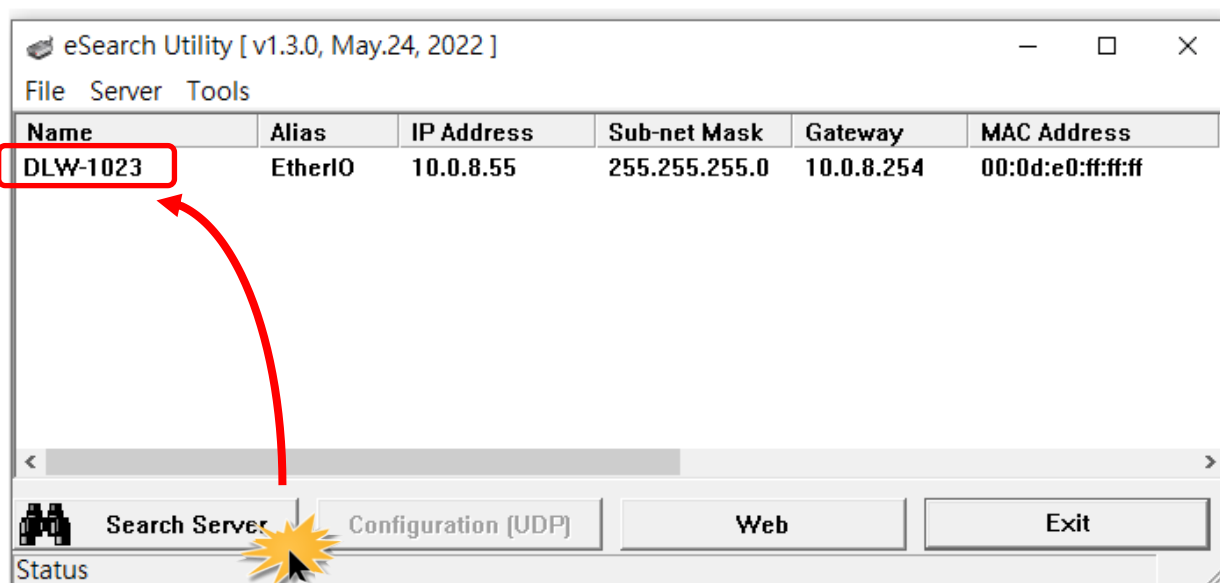 eSearch Utility [ v1.3.0, May.24, 2022 ]
File Server Tools
Name Alias IP Address Sub-net Mask Gateway MAC Address
DLW-1023 EtherIO 10.0.8.55 255.255.255.0 10.0.8.254 00:0d:e0:ff:ff:ff
Search Server Configuration (UDP) Web Exit
Status